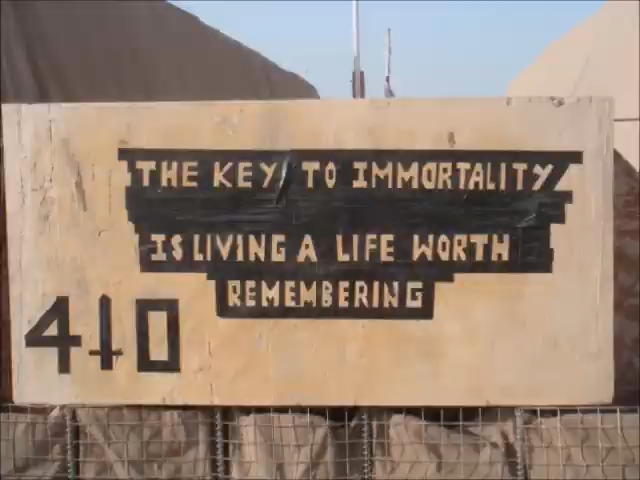 THE KEY TO IMMORTALITY
IS LIVING A LIFE WORTH
REMEMBERING
410